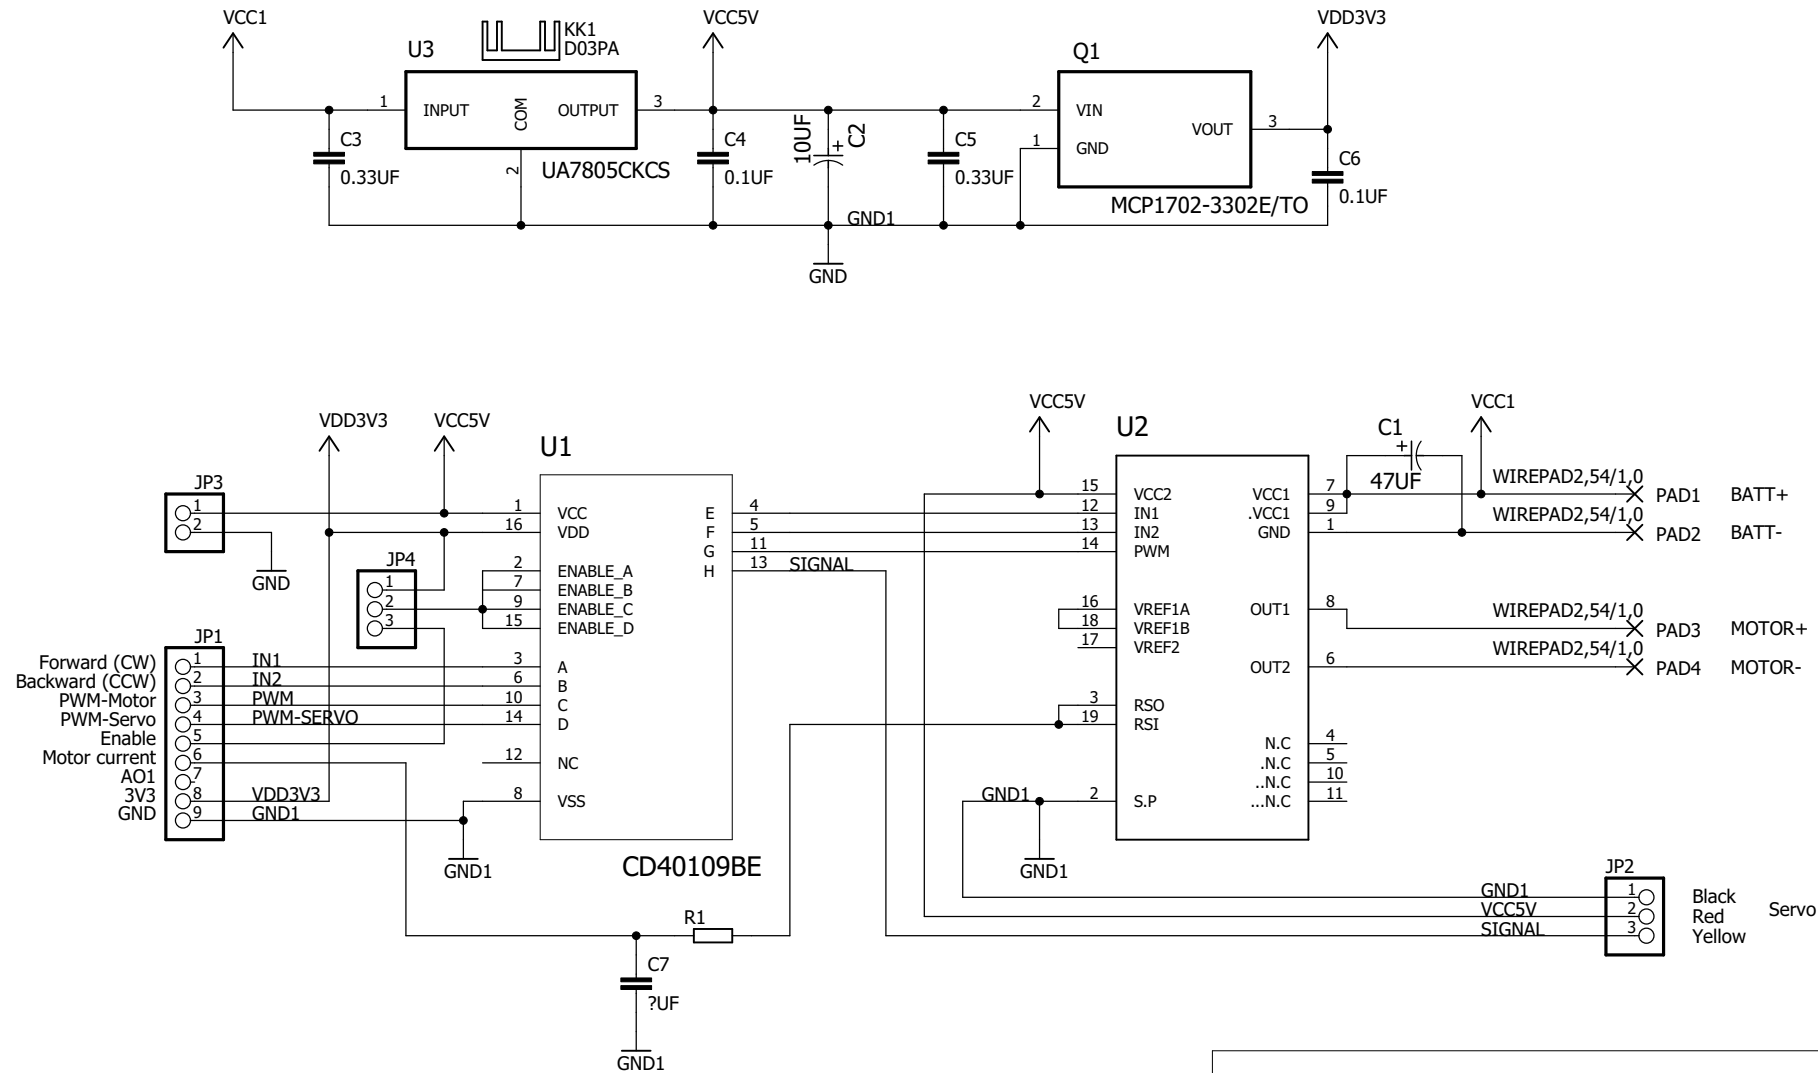 VCC1
VCC5V
VDD3V3
KK1
D03PA
U3
Q1
1
INPUT
COM
OUTPUT
3
2
VIN
1
GND
VOUT
3
C3
0.33UF
2
UA7805CKCS
C4
0.1UF
10UF
+
C2
C5
0.33UF
C6
0.1UF
MCP1702-3302E/TO
GND1
GND
VDD3V3
VCC5V
U1
VCC5V
U2
C1
+
47UF
VCC1
JP3
1
2
GND
JP4
1
2
3
1 VCC
16 VDD
2 ENABLE_A
7 ENABLE_B
9 ENABLE_C
15 ENABLE_D
3 A
6 B
10 C
14 D
12 NC
8 VSS
E 4
F 5
G 11
H 13 SIGNAL
CD40109BE
15 VCC2
12 IN1
13 IN2
14 PWM
16 VREF1A
18 VREF1B
17 VREF2
3 RSO
19 RSI
2 S.P
GND1
GND1
VCC1 7
.VCC1 9
GND 1
OUT1 8
OUT2 6
N.C 4
.N.C 5
..N.C 10
...N.C 11
WIREPAD2,54/1,0 PAD1 BATT+
WIREPAD2,54/1,0 PAD2 BATT-
WIREPAD2,54/1,0 PAD3 MOTOR+
WIREPAD2,54/1,0 PAD4 MOTOR-
JP1
Forward (CW) 1 IN1
Backward (CCW) 2 IN2
PWM-Motor 3 PWM
PWM-Servo 4 PWM-SERVO
Enable 5
Motor current 6
AO1 7
3V3 8 VDD3V3
GND 9 GND1
GND1
R1
C7
?UF
GND1
JP2
GND1 1 Black
VCC5V 2 Red Servo
SIGNAL 3 Yellow